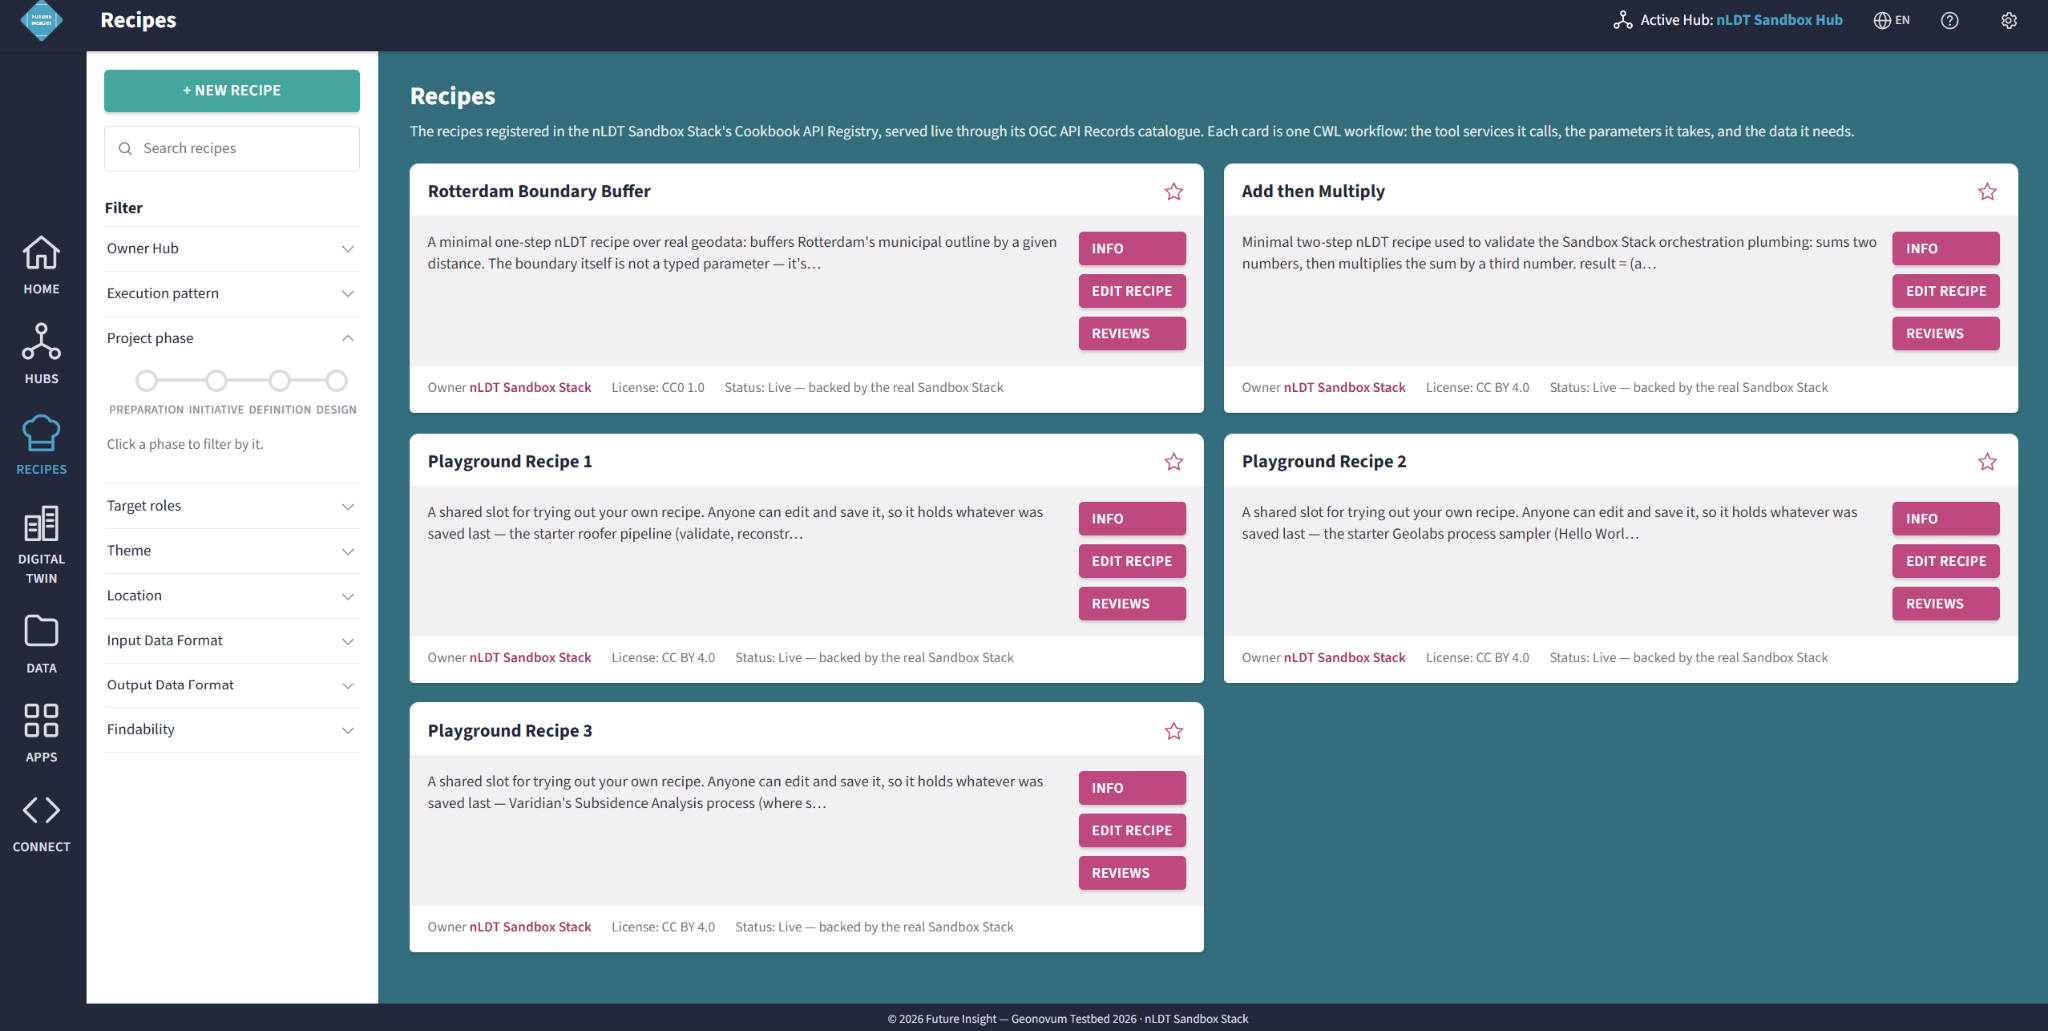 FUTURE
INSIGHT
Recipes
Active Hub: nLDT Sandbox Hub
EN
+ NEW RECIPE
Search recipes
Filter
Owner Hub
Execution pattern
Project phase
PREPARATION INITIATIVE DEFINITION DESIGN
Click a phase to filter by it.
Target roles
Theme
Location
Input Data Format
Output Data Format
Findability
HOME
HUBS
RECIPES
DIGITAL
TWIN
DATA
APPS
CONNECT
Recipes
The recipes registered in the nLDT Sandbox Stack's Cookbook API Registry, served live through its OGC API Records catalogue. Each card is one CWL workflow: the tool services it calls, the parameters it takes, and the data it needs.
Rotterdam Boundary Buffer
A minimal one-step nLDT recipe over real geodata: buffers Rotterdam's municipal outline by a given
distance. The boundary itself is not a typed parameter — it's…
INFO
EDIT RECIPE
REVIEWS
Owner nLDT Sandbox Stack License: CC0 1.0 Status: Live — backed by the real Sandbox Stack
Add then Multiply
Minimal two-step nLDT recipe used to validate the Sandbox Stack orchestration plumbing: sums two
numbers, then multiplies the sum by a third number. result = (a…
INFO
EDIT RECIPE
REVIEWS
Owner nLDT Sandbox Stack License: CC BY 4.0 Status: Live — backed by the real Sandbox Stack
Playground Recipe 1
A shared slot for trying out your own recipe. Anyone can edit and save it, so it holds whatever was
saved last — the starter roofer pipeline (validate, reconstr…
INFO
EDIT RECIPE
REVIEWS
Owner nLDT Sandbox Stack License: CC BY 4.0 Status: Live — backed by the real Sandbox Stack
Playground Recipe 2
A shared slot for trying out your own recipe. Anyone can edit and save it, so it holds whatever was
saved last — the starter Geolabs process sampler (Hello Worl…
INFO
EDIT RECIPE
REVIEWS
Owner nLDT Sandbox Stack License: CC BY 4.0 Status: Live — backed by the real Sandbox Stack
Playground Recipe 3
A shared slot for trying out your own recipe. Anyone can edit and save it, so it holds whatever was
saved last — Varidian's Subsidence Analysis process (where s…
INFO
EDIT RECIPE
REVIEWS
Owner nLDT Sandbox Stack License: CC BY 4.0 Status: Live — backed by the real Sandbox Stack
© 2026 Future Insight — Geonovum Testbed 2026 · nLDT Sandbox Stack